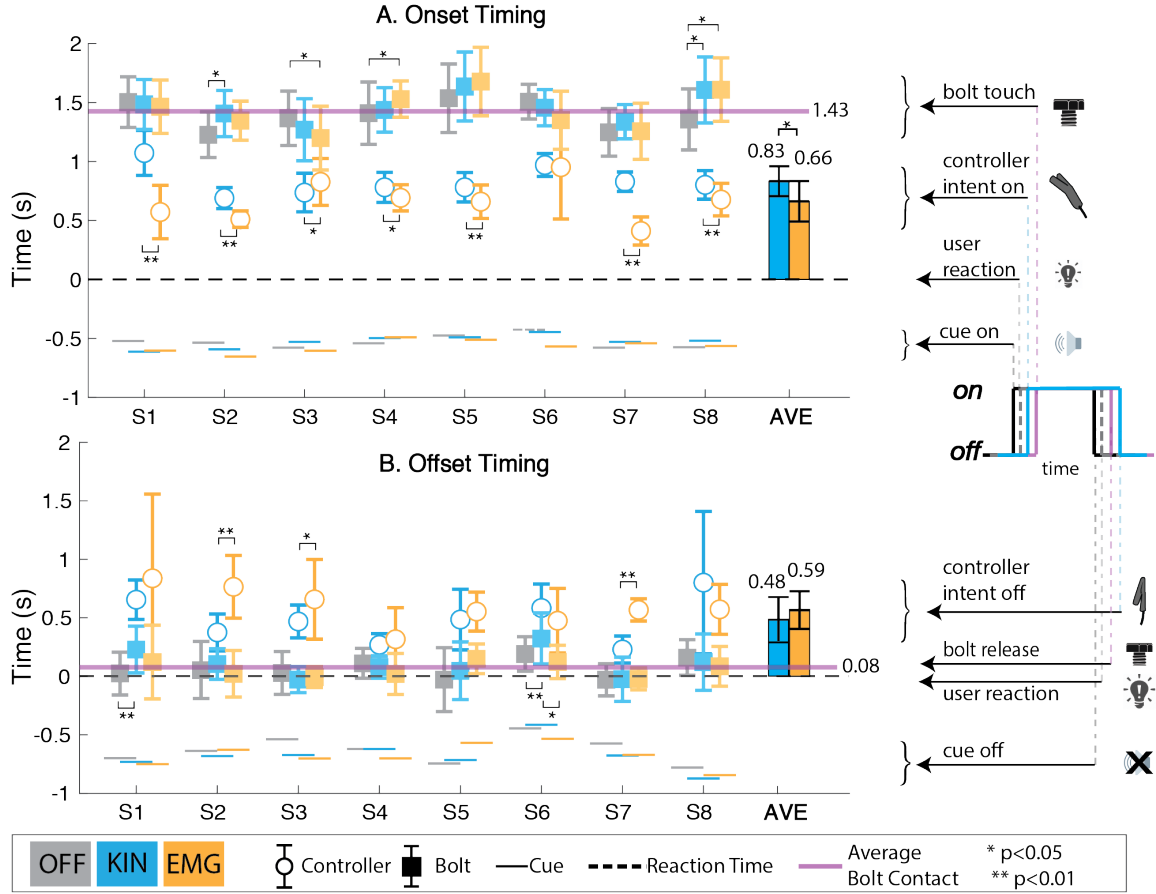 A. Onset Timing
2
1.5
1
0.5
0
-0.5
-1
Time (s)
*
*
*
*
*
*
1.43
*
0.83
0.66
**
**
*
*
**
**
**
S1 S2 S3 S4 S5 S6 S7 S8 AVE
bolt touch
controller
intent on
user
reaction
cue on
on
off
time
B. Offset Timing
2
1.5
1
0.5
0
-0.5
-1
Time (s)
**
*
**
0.48
0.59
0.08
**
**
*
S1 S2 S3 S4 S5 S6 S7 S8 AVE
controller
intent off
bolt release
user reaction
cue off
OFF KIN EMG Controller Bolt Cue Reaction Time
Average
Bolt Contact
* p<0.05
** p<0.01